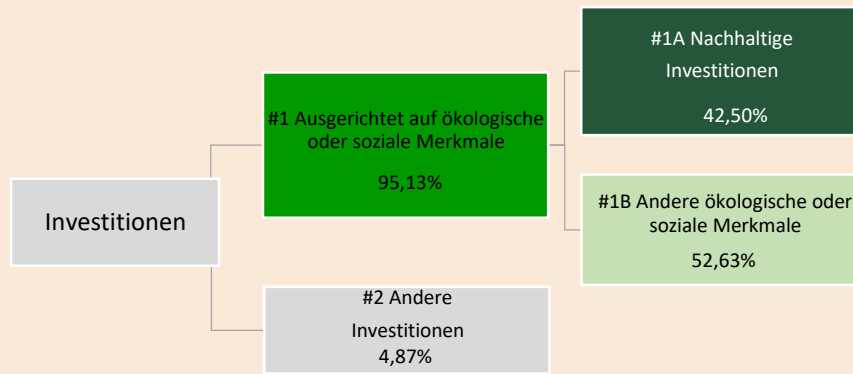 Investitionen
#1 Ausgerichtet auf ökologische
oder soziale Merkmale
95,13%
#1A Nachhaltige
Investitionen
42,50%
#1B Andere ökologische oder
soziale Merkmale
52,63%
#2 Andere
Investitionen
4,87%